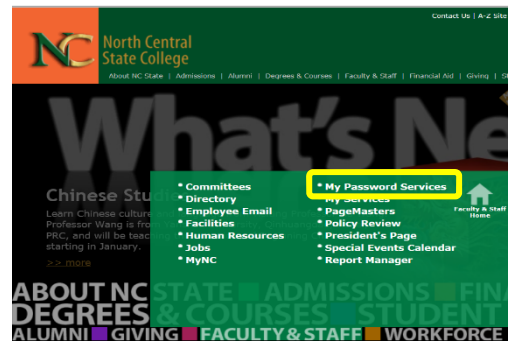 Contact Us | A-Z Site
NC
North Central
State College
About NC State | Admissions | Alumni | Degrees & Courses | Faculty & Staff | Financial Aid | Giving |
What's Ne
Chinese Stu
Learn Chinese culture
Professor Wang is from
PRC, and will be teac
starting in January.
>> more
* Committees
* Directory
* Employee Email
* Facilities
* Human Resources
* Jobs
* MyNC
* My Password Services
* My Services
* PageMasters
* Policy Review
* President's Page
* Special Events Calendar
* Report Manager
Faculty & Staff
Home
ABOUT NC STATE ADMISSIONS FINA
DEGREES & COURSES STUDENT
ALUMNI GIVING FACULTY & STAFF WORKFORCE